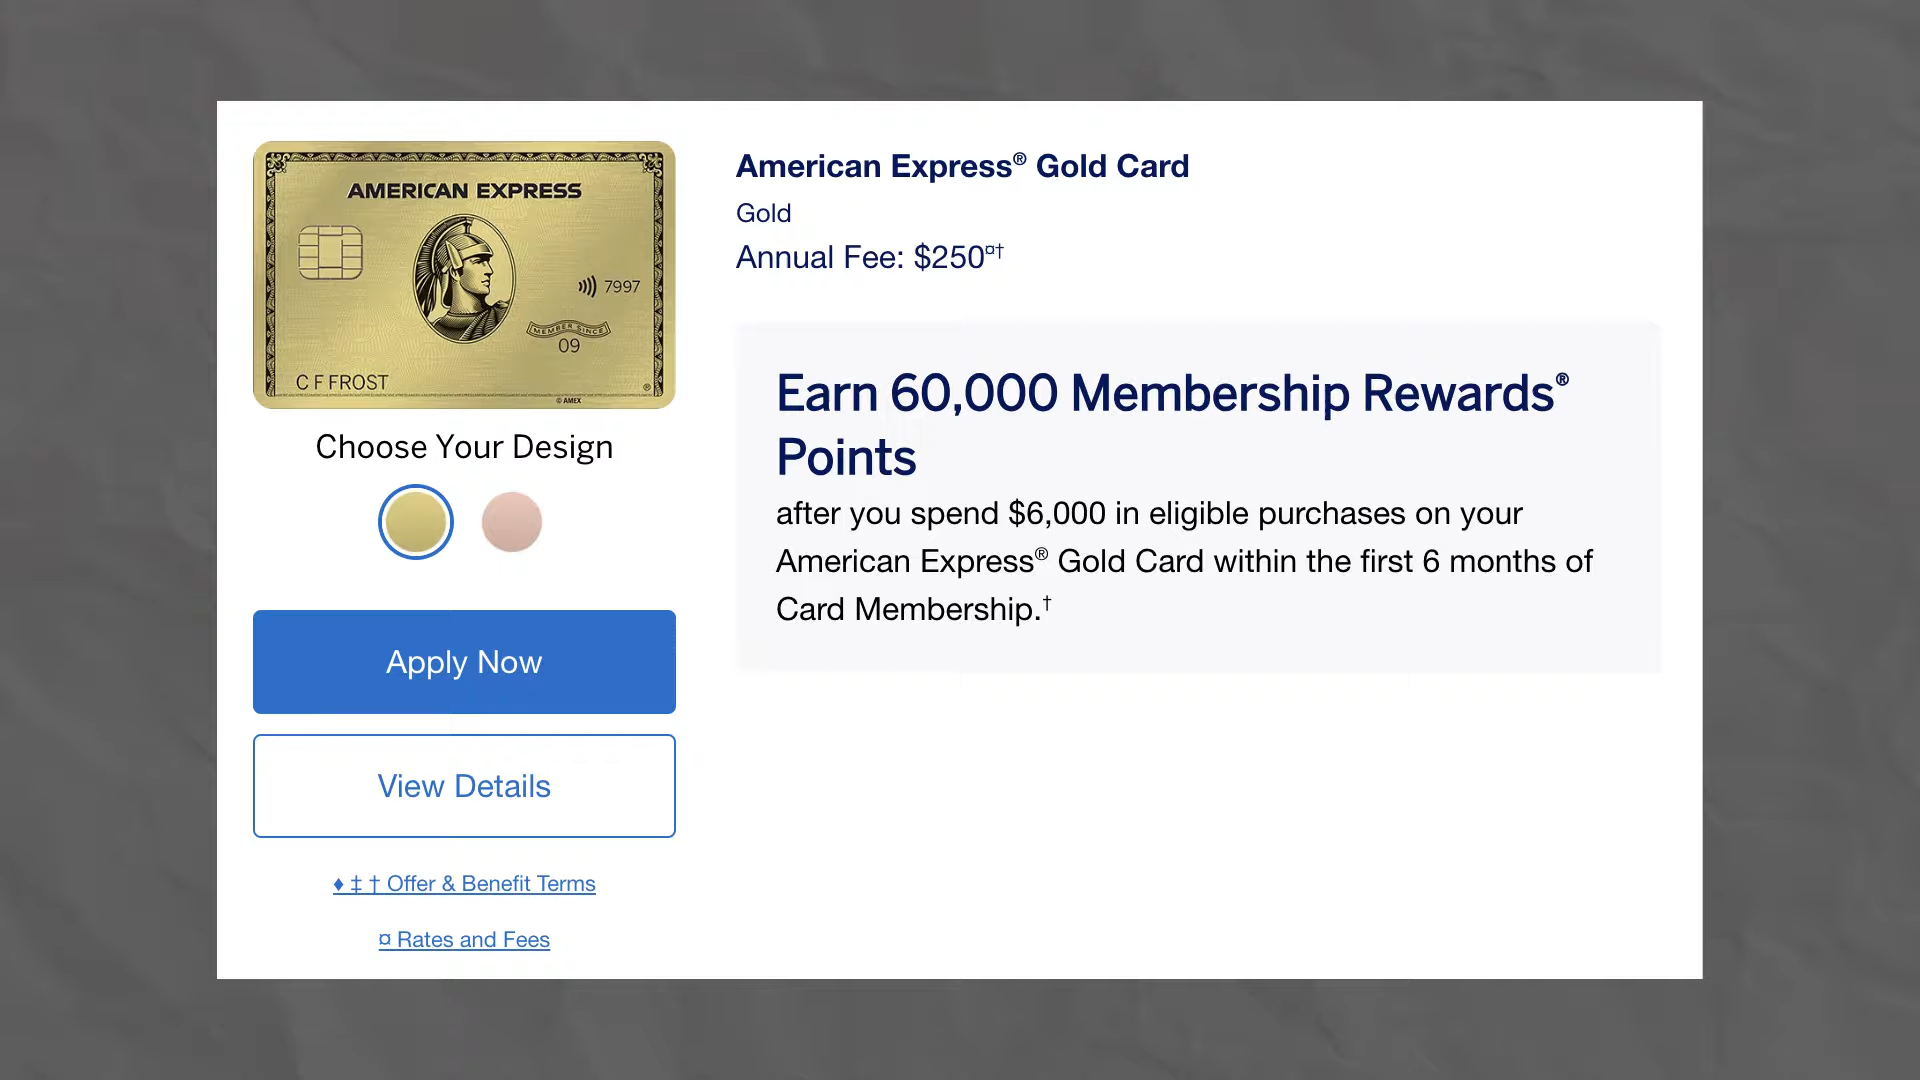 AMERICAN EXPRESS
7997
MEMBER SINCE
09
C F FROST
®
© AMEX
Choose Your Design
Apply Now
View Details
♦ ‡ † Offer & Benefit Terms
¤ Rates and Fees
American Express® Gold Card
Gold
Annual Fee: $250¤†
Earn 60,000 Membership Rewards®
Points
after you spend $6,000 in eligible purchases on your
American Express® Gold Card within the first 6 months of
Card Membership.†